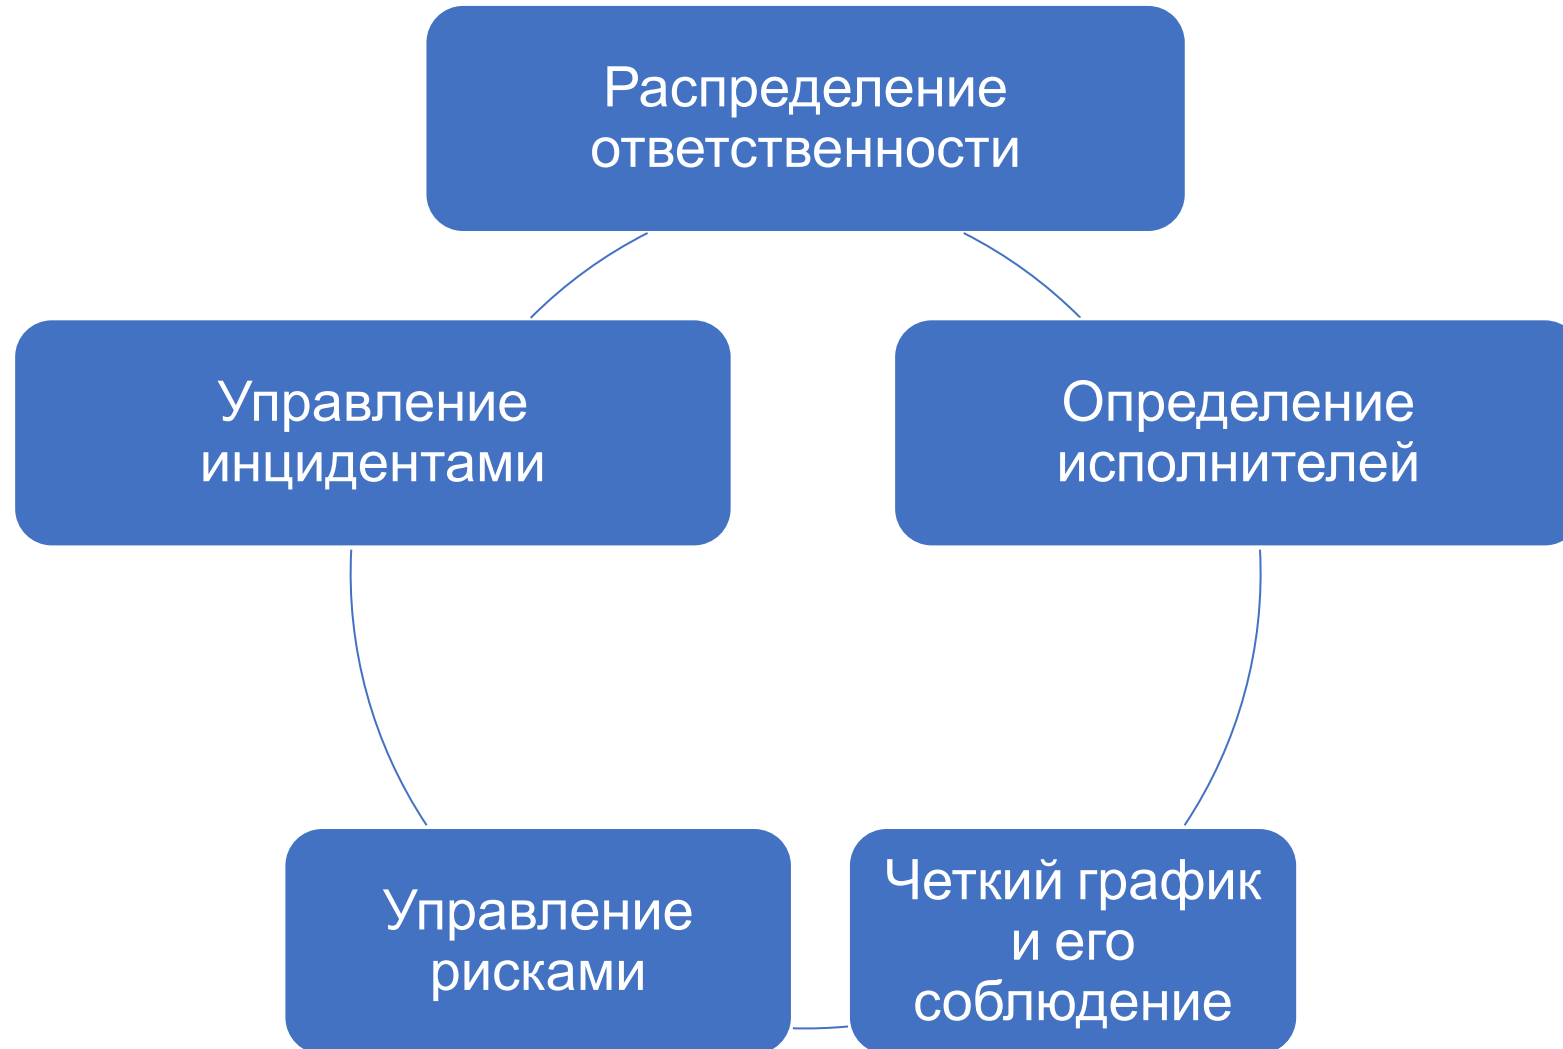 Распределение
ответственности
Управление
инцидентами
Определение
исполнителей
Управление
рисками
Четкий график
и его
соблюдение